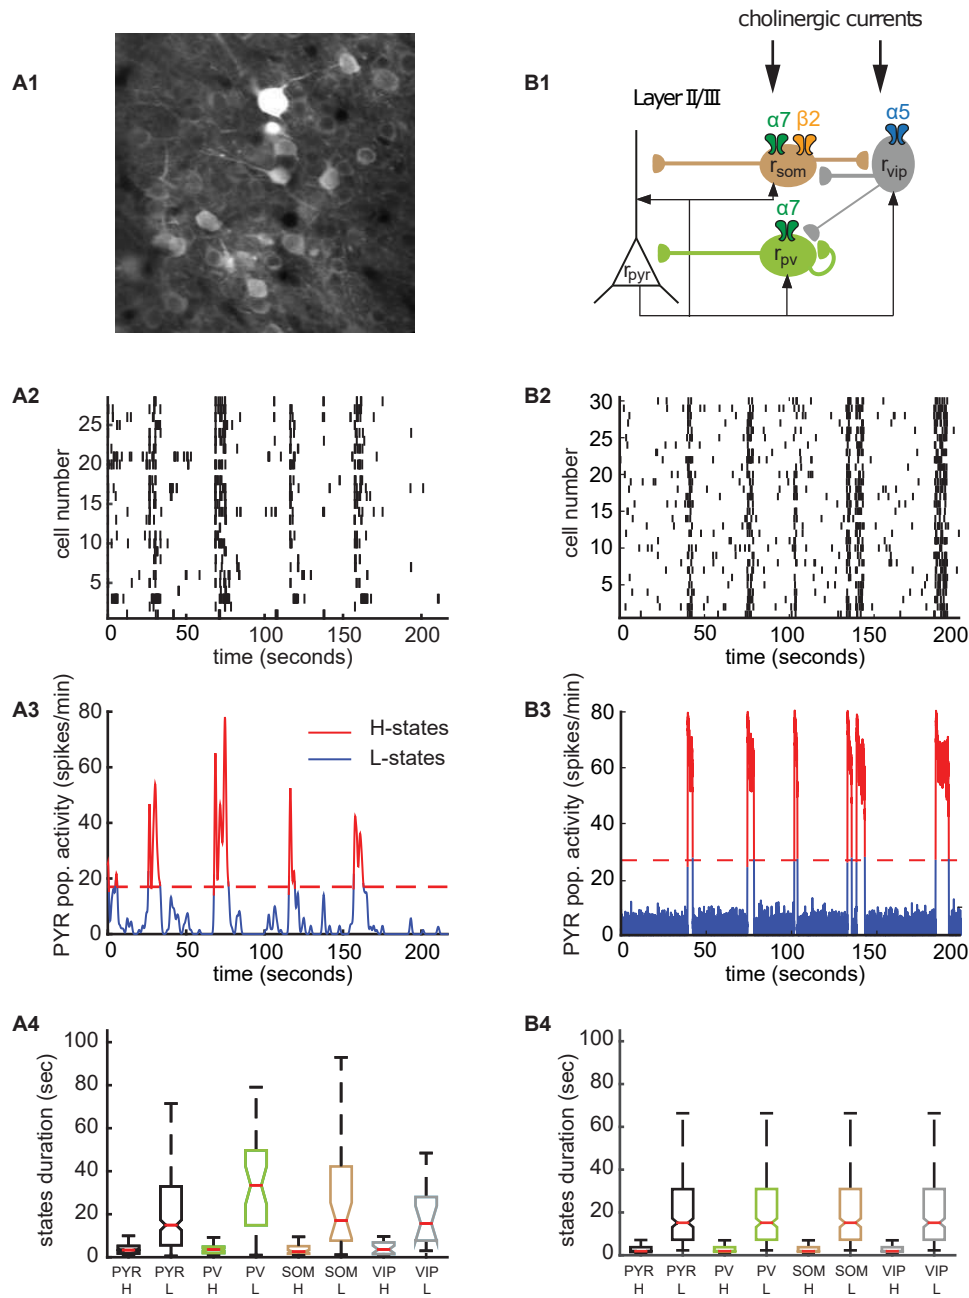 A1
B1
cholinergic currents
Layer II/III
α7
β2
α5
r som
r vip
α7
r pv
r pyr
A2
cell number
25
20
15
10
5
0 50 100 150 200
time (seconds)
B2
cell number
30
25
20
15
10
5
0 50 100 150 200
time (seconds)
A3
PYR pop. activity (spikes/min)
80
60
40
20
0
H-states
L-states
0 50 100 150 200
time (seconds)
B3
PYR pop. activity (spikes/min)
80
60
40
20
0
50 100 150 200
time (seconds)
A4
states duration (sec)
100
80
60
40
20
0
PYR PYR PV PV SOM SOM VIP VIP
H L H L H L H L
B4
states duration (sec)
100
80
60
40
20
0
PYR PYR PV PV SOM SOM VIP VIP
H L H L H L H L